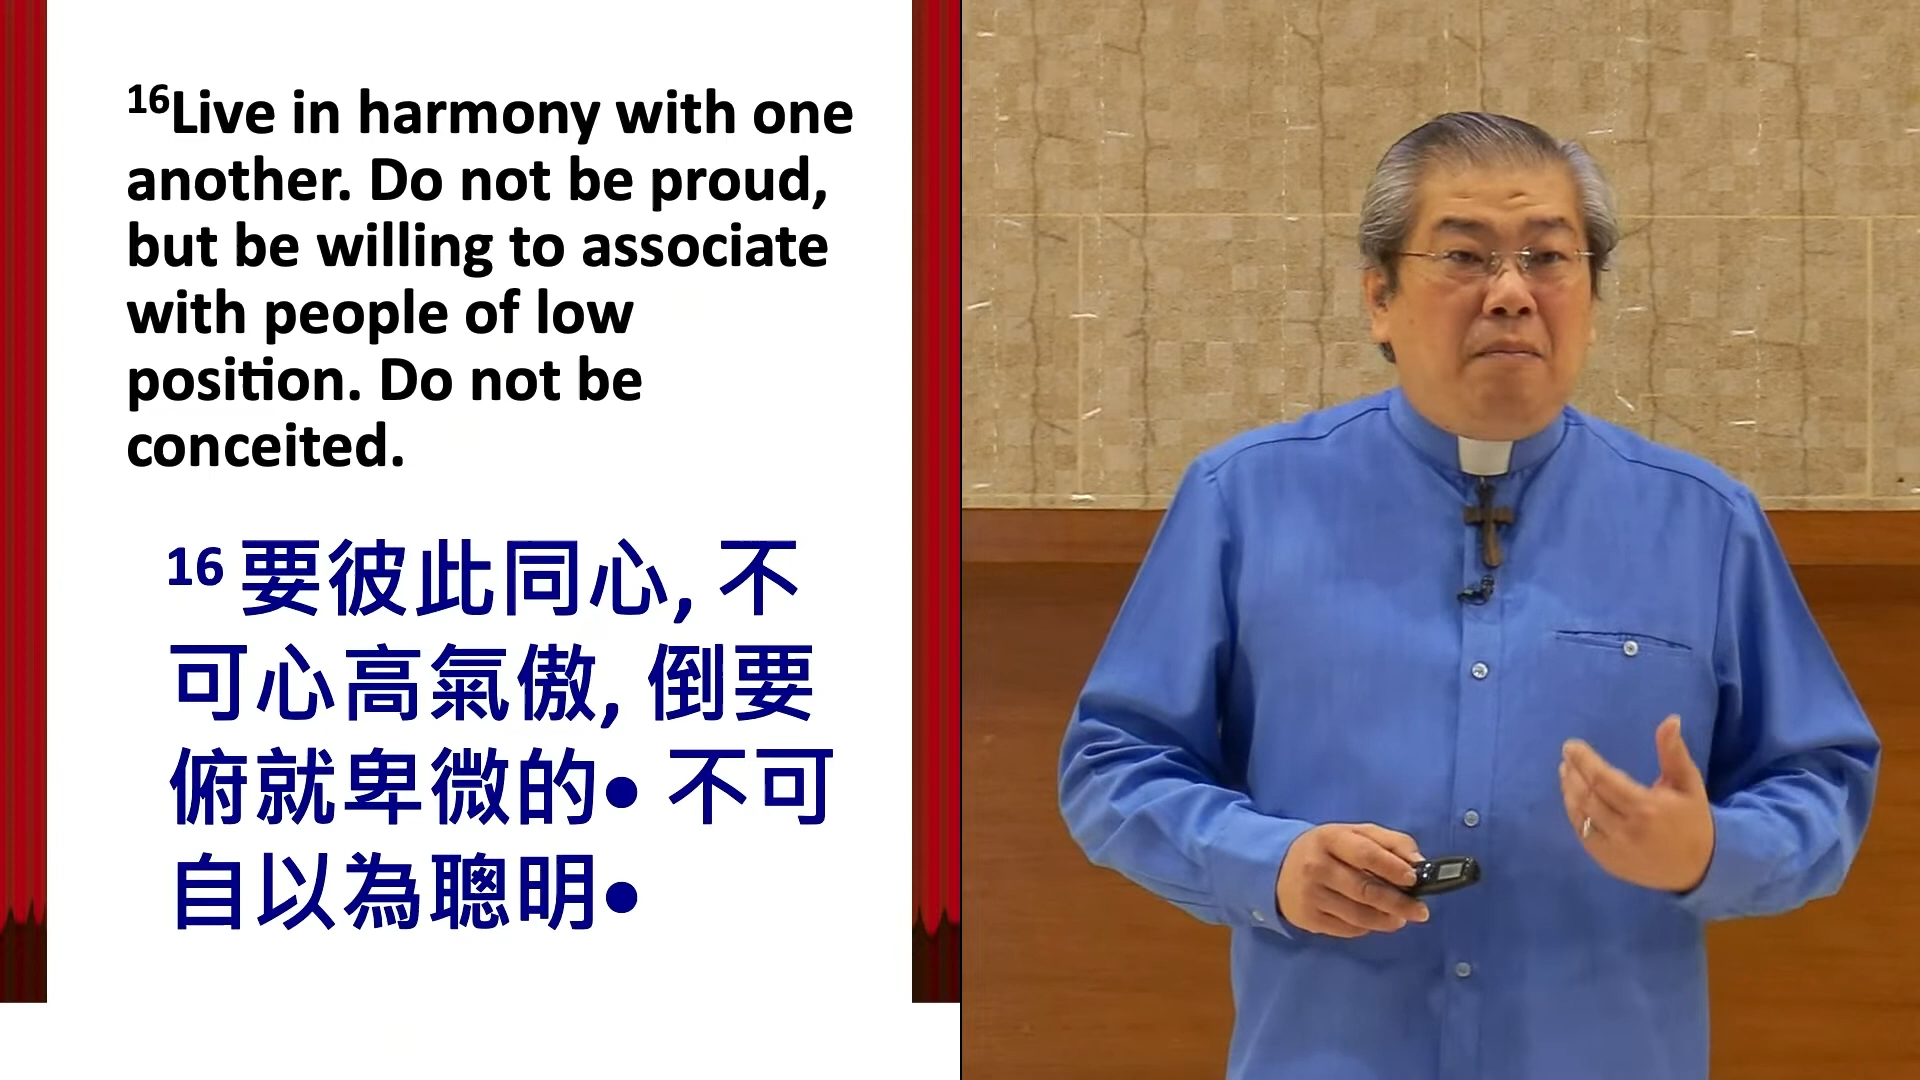 16Live in harmony with one
another. Do not be proud,
but be willing to associate
with people of low
position. Do not be
conceited.
16 要彼此同心, 不
可心高氣傲, 倒要
俯就卑微的• 不可
自以為聰明•